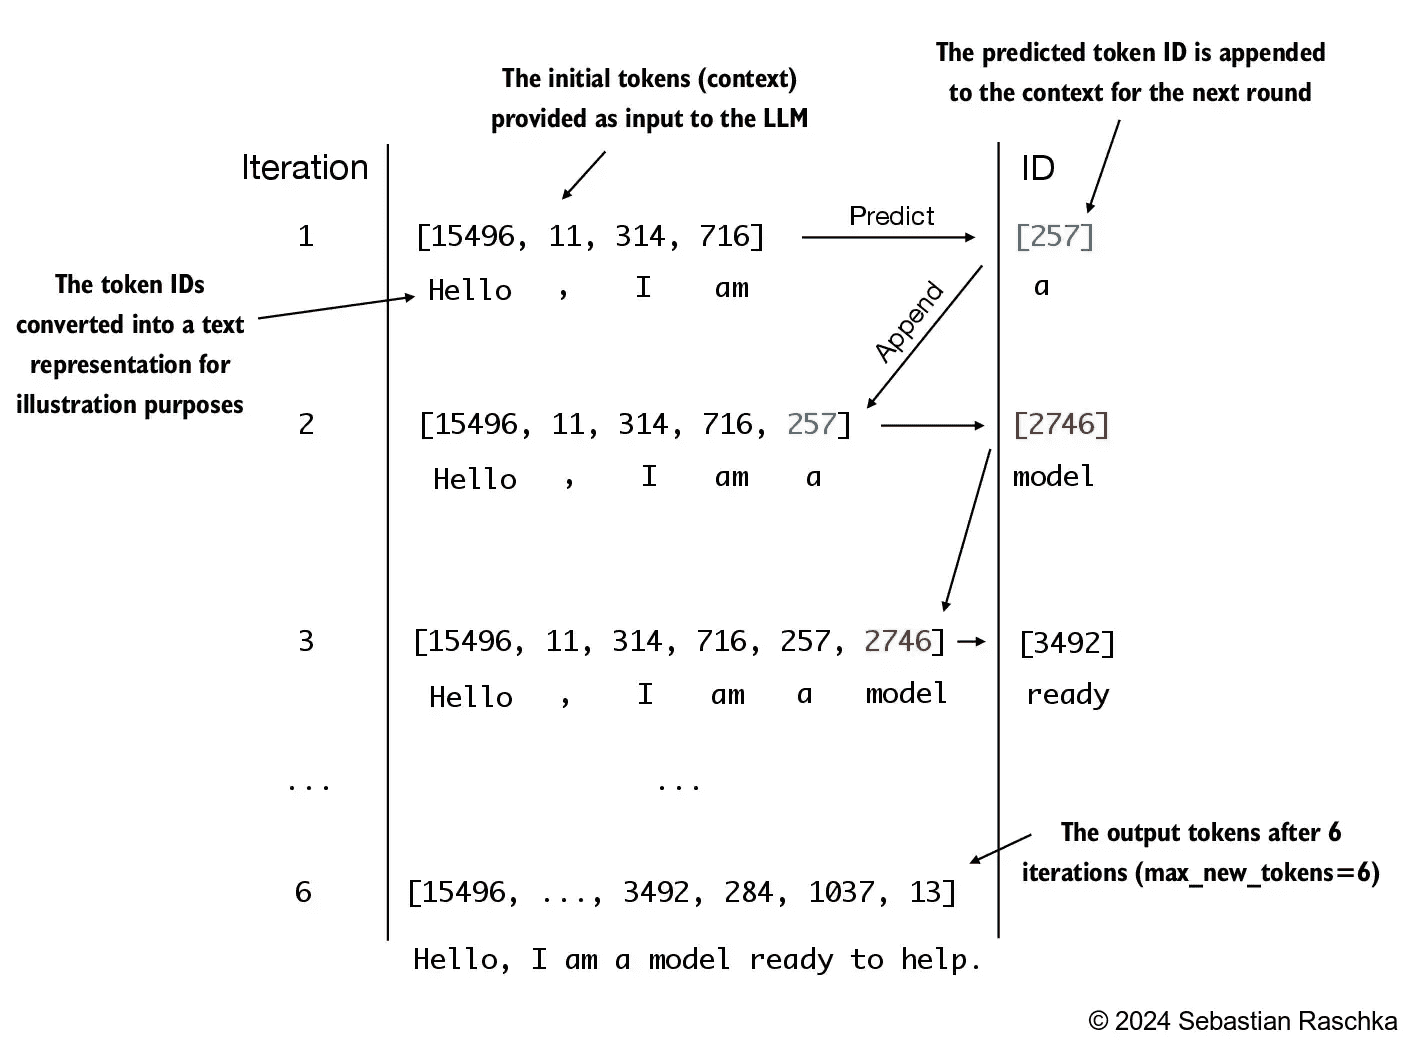 The initial tokens (context)
provided as input to the LLM
The predicted token ID is appended
to the context for the next round
Iteration
ID
1
[15496, 11, 314, 716]
Predict
[257]
Hello , I am
a
The token IDs
converted into a text
representation for
illustration purposes
Append
2
[15496, 11, 314, 716, 257]
[2746]
Hello , I am a
model
3
[15496, 11, 314, 716, 257, 2746]
[3492]
Hello , I am a model
ready
...
...
The output tokens after 6
iterations (max_new_tokens=6)
6
[15496, ..., 3492, 284, 1037, 13]
Hello, I am a model ready to help.
© 2024 Sebastian Raschka